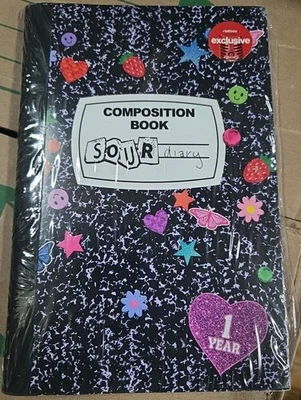 exclusive
COMPOSITION
BOOK
SOUR diary
1
YEAR